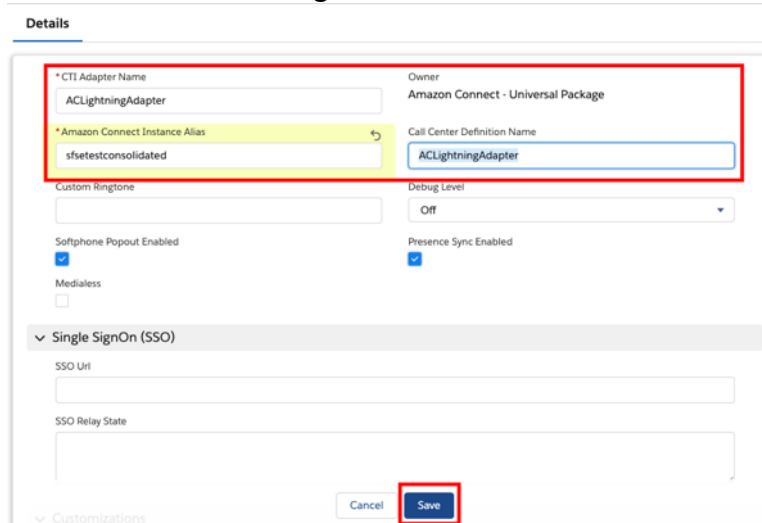 Details
*CTI Adapter Name
Owner
ACLightningAdapter
Amazon Connect - Universal Package
*Amazon Connect Instance Alias
Call Center Definition Name
sfsetestconsolidated
ACLightningAdapter
Custom Ringtone
Debug Level
Off
Softphone Popout Enabled
Presence Sync Enabled
Medialess
Single SignOn (SSO)
SSO Url
SSO Relay State
Cancel
Save
Customizations